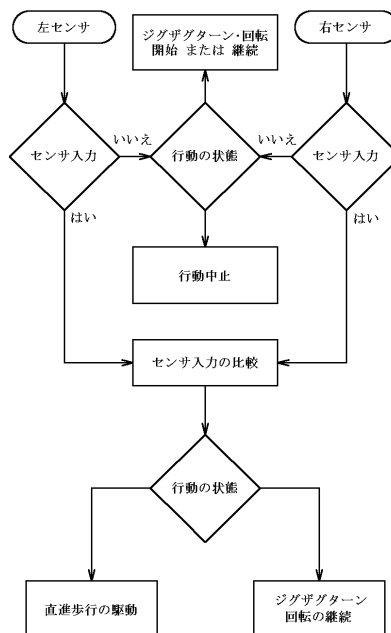 左センサ
ジグザグターン・回転
開始 または 継続
右センサ
センサ入力
いいえ
行動の状態
いいえ
センサ入力
はい
はい
行動中止
センサ入力の比較
行動の状態
直進歩行の駆動
ジグザグターン
回転の継続